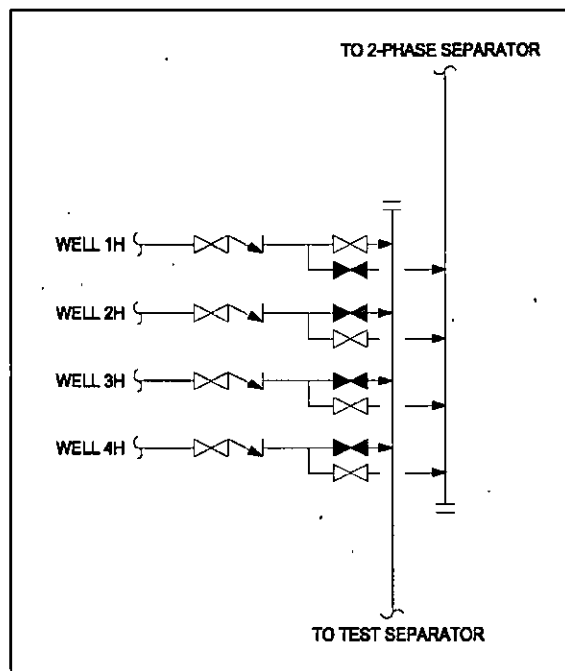 TO 2-PHASE SEPARATOR
WELL 1H
WELL 2H
WELL 3H
WELL 4H
TO TEST SEPARATOR